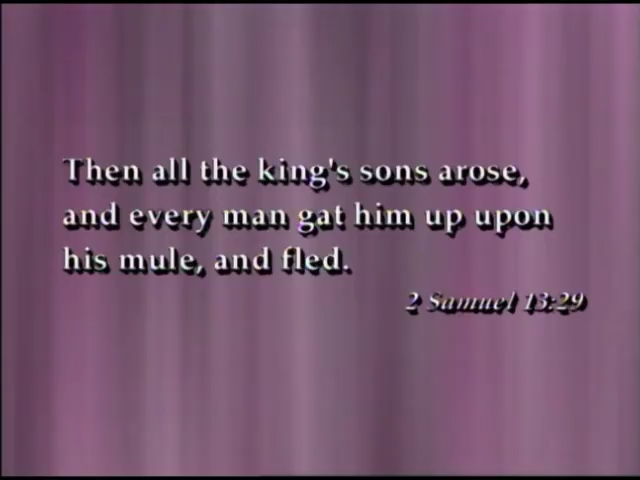 Then all the king's sons arose,
and every man gat him up upon
his mule, and fled.
2 Samuel 13:29